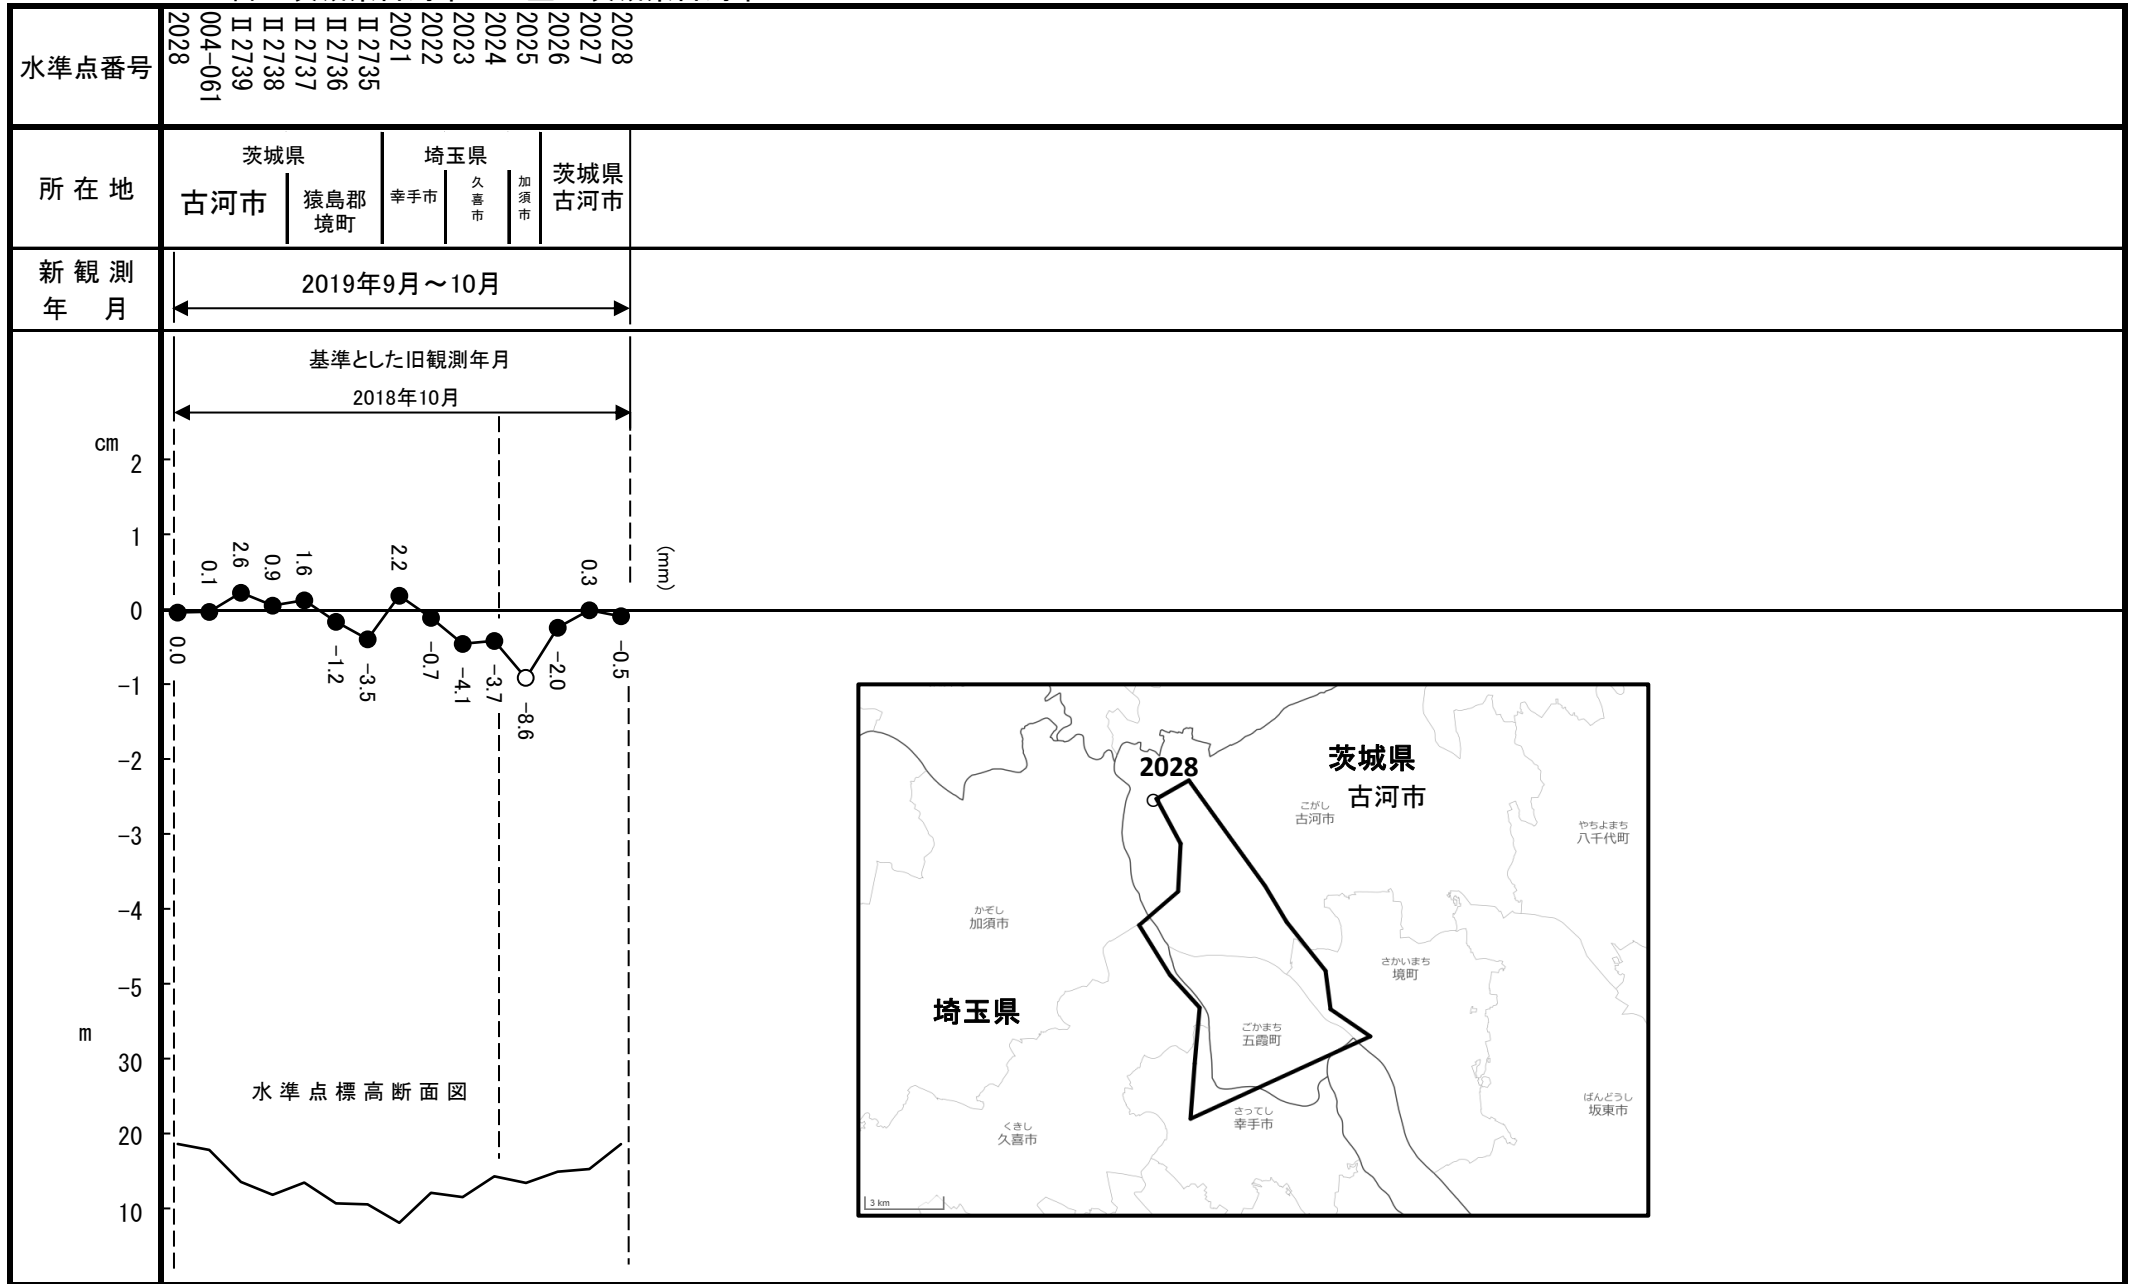 水準点番号
2028
004-061
Ⅱ2739
Ⅱ2738
Ⅱ2737
Ⅱ2736
Ⅱ2735
2021
2022
2023
2024
2025
2026
2027
2028
所 在 地
茨城県
埼玉県
茨城県
古河市
古河市
猿島郡
境町
幸手市
久喜市
加須市
新 観 測
年 月
2019年9月～10月
基準とした旧観測年月
2018年10月
cm
2
1
0
-1
-2
-3
-4
-5
0.0
0.1
2.6
0.9
1.6
-1.2
-3.5
2.2
-0.7
-4.1
-3.7
-8.6
-2.0
0.3
-0.5
(mm)
m
30
20
10
水 準 点 標 高 断 面 図
2028
茨城県
古河市
こがし
古河市
やちよまち
八千代町
かぞし
加須市
さかいまち
境町
埼玉県
ごかまち
五霞町
ばんどうし
坂東市
さってし
幸手市
くきし
久喜市
3 km